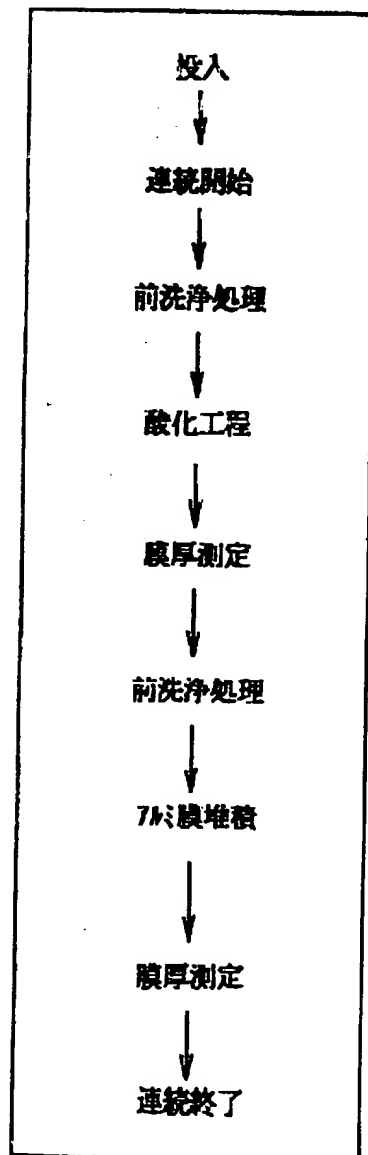 投入
連続開始
前洗浄処理
酸化工程
膜厚測定
前洗浄処理
ｱﾙﾐ膜堆積
膜厚測定
連続終了